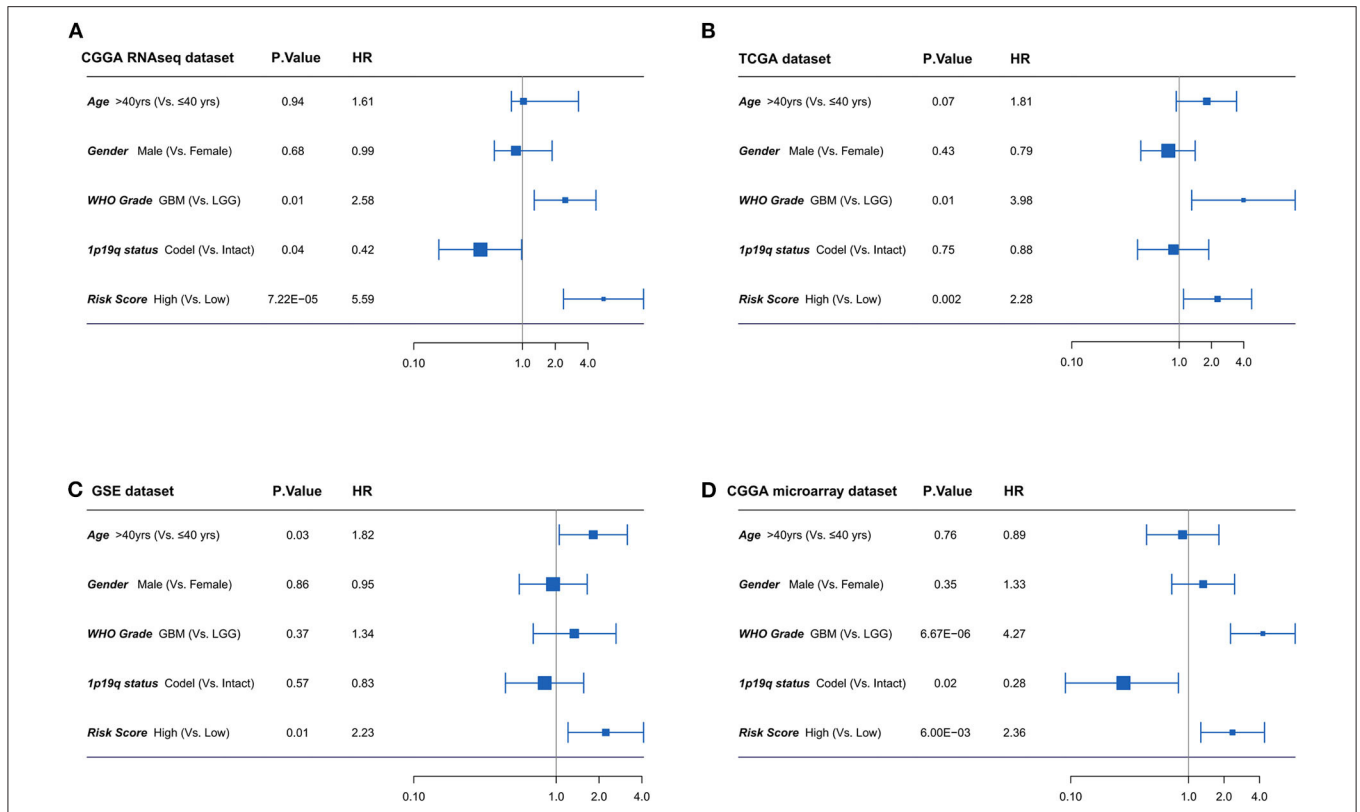 A
CGGA RNAseq dataset P.Value HR
Age >40yrs (Vs. ≤40 yrs) 0.94 1.61
Gender Male (Vs. Female) 0.68 0.99
WHO Grade GBM (Vs. LGG) 0.01 2.58
1p19q status Codel (Vs. Intact) 0.04 0.42
Risk Score High (Vs. Low) 7.22E−05 5.59
0.10 1.0 2.0 4.0
B
TCGA dataset P.Value HR
Age >40yrs (Vs. ≤40 yrs) 0.07 1.81
Gender Male (Vs. Female) 0.43 0.79
WHO Grade GBM (Vs. LGG) 0.01 3.98
1p19q status Codel (Vs. Intact) 0.75 0.88
Risk Score High (Vs. Low) 0.002 2.28
0.10 1.0 2.0 4.0
C GSE dataset P.Value HR
Age >40yrs (Vs. ≤40 yrs) 0.03 1.82
Gender Male (Vs. Female) 0.86 0.95
WHO Grade GBM (Vs. LGG) 0.37 1.34
1p19q status Codel (Vs. Intact) 0.57 0.83
Risk Score High (Vs. Low) 0.01 2.23
0.10 1.0 2.0 4.0
D CGGA microarray dataset P.Value HR
Age >40yrs (Vs. ≤40 yrs) 0.76 0.89
Gender Male (Vs. Female) 0.35 1.33
WHO Grade GBM (Vs. LGG) 6.67E−06 4.27
1p19q status Codel (Vs. Intact) 0.02 0.28
Risk Score High (Vs. Low) 6.00E−03 2.36
0.10 1.0 2.0 4.0